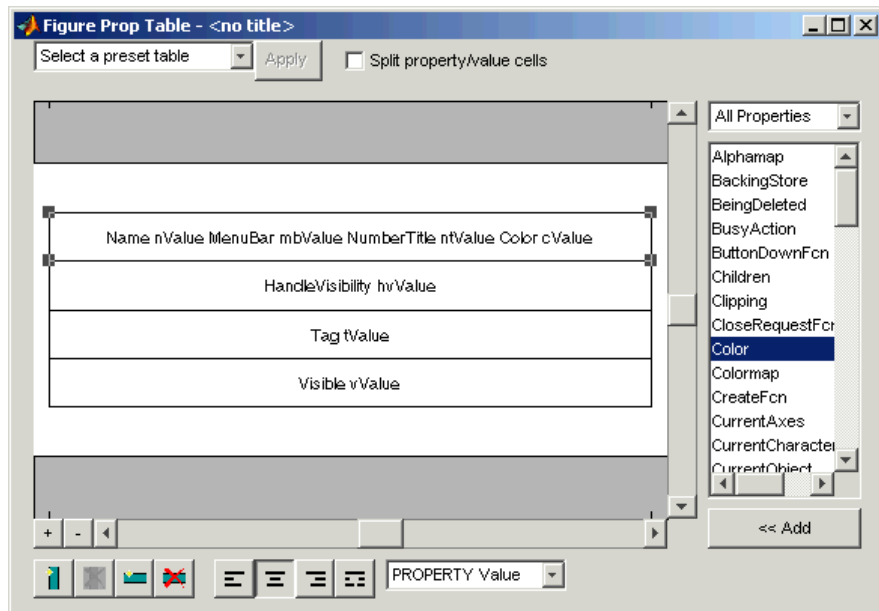 Figure Prop Table - <no title>
Select a preset table
Apply
Split property/value cells
Name nValue MenuBar mbValue NumberTitle ntValue Color cValue
HandleVisibility hvValue
Tag tValue
Visible vValue
All Properties
Alphamap
BackingStore
BeingDeleted
BusyAction
ButtonDownFcn
Children
Clipping
CloseRequestFcr
Color
Colormap
CreateFcn
CurrentAxes
CurrentCharacter
CurrentObject
<< Add
+ -
PROPERTY Value